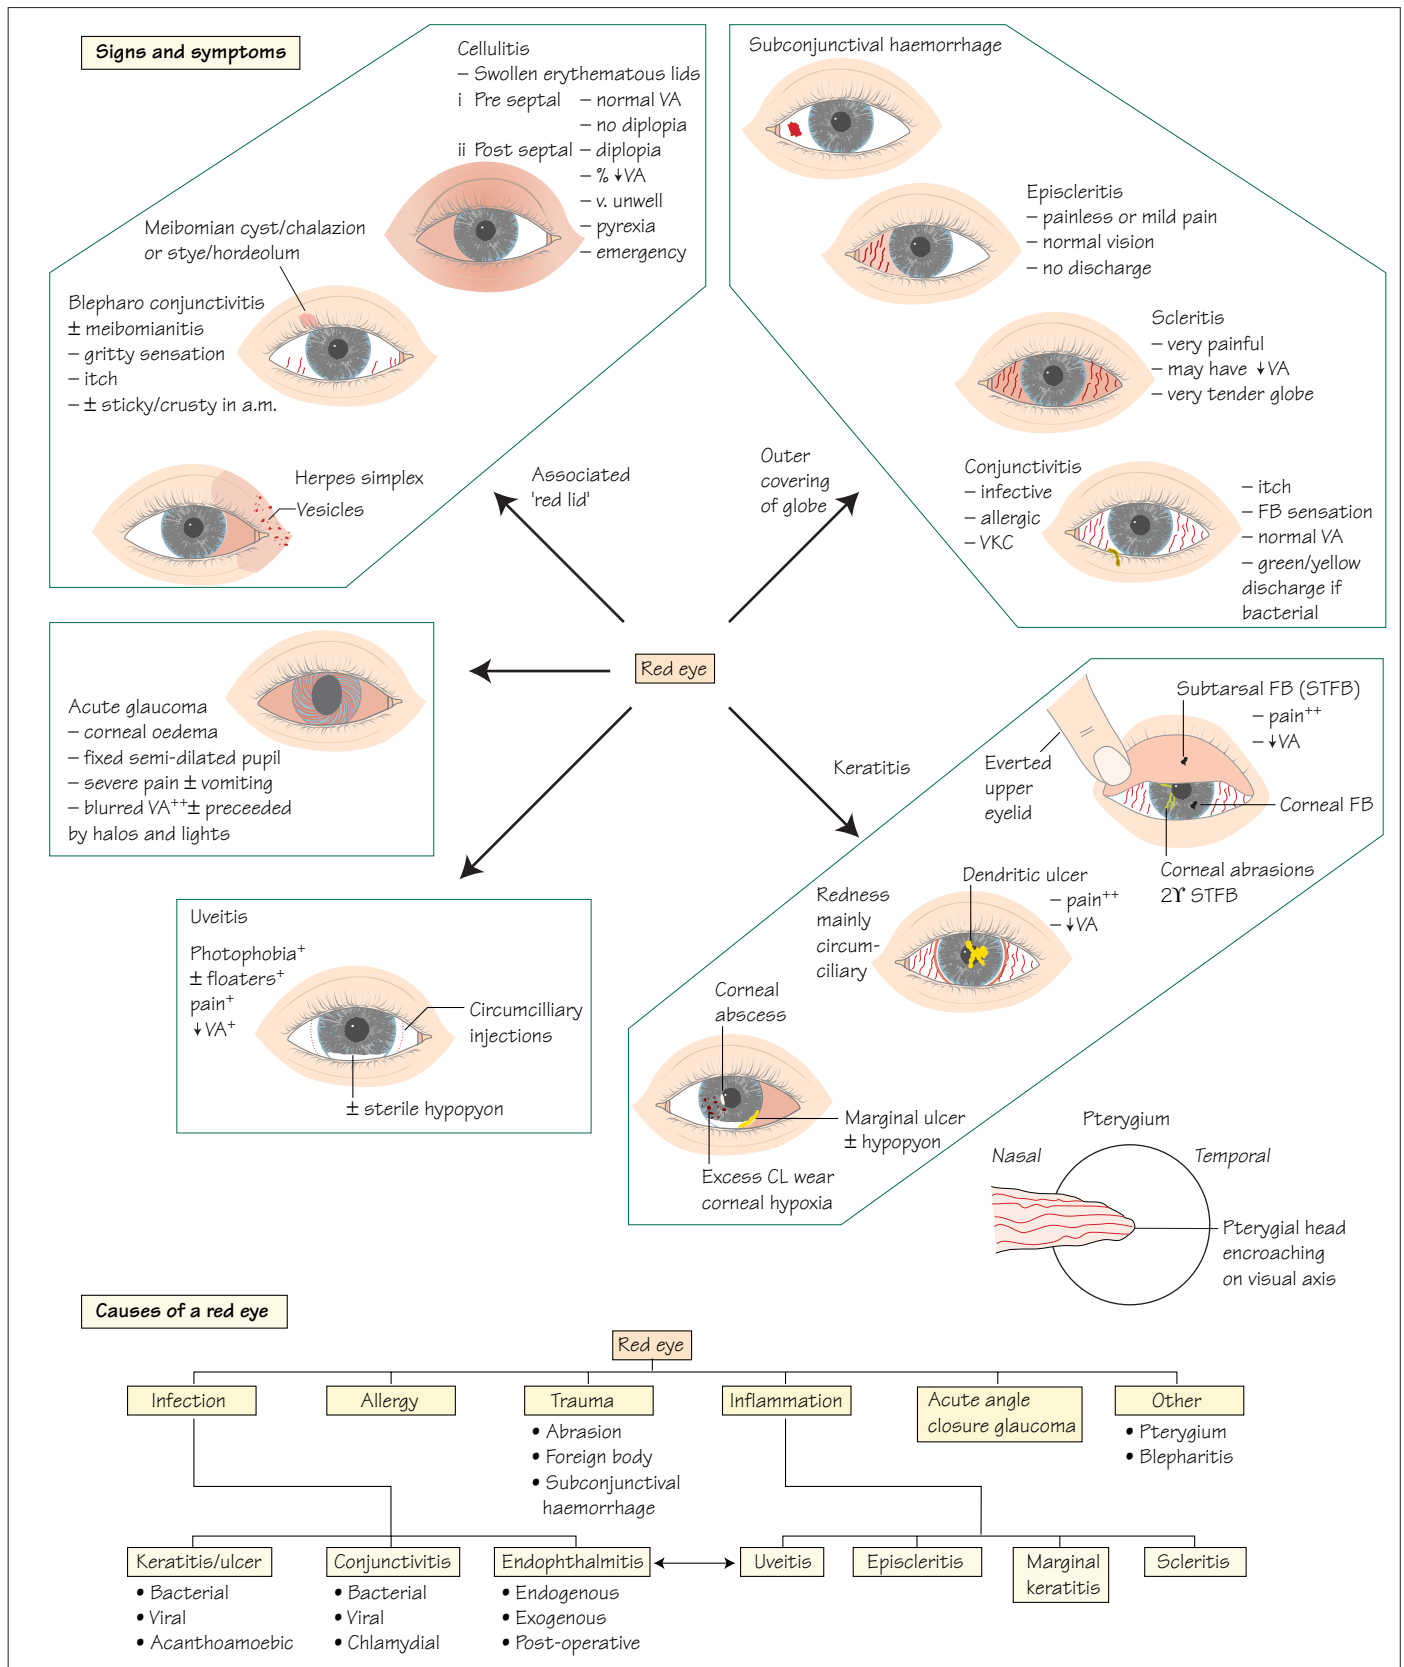 Signs and symptoms
Cellulitis
– Swollen erythematous lids
i Pre septal – normal VA
– no diplopia
ii Post septal – diplopia
– % ↓VA
– v. unwell
– pyrexia
– emergency
Meibomian cyst/chalazion
or stye/hordeolum
Blepharo conjunctivitis
± meibomianitis
– gritty sensation
– itch
– ± sticky/crusty in a.m.
Herpes simplex
Vesicles
Associated
'red lid'
Subconjunctival haemorrhage
Episcleritis
– painless or mild pain
– normal vision
– no discharge
Scleritis
– very painful
– may have ↓VA
– very tender globe
Outer
covering
of globe
Conjunctivitis
– infective
– allergic
– VKC
– itch
– FB sensation
– normal VA
– green/yellow
discharge if
bacterial
Red eye
Acute glaucoma
– corneal oedema
– fixed semi-dilated pupil
– severe pain ± vomiting
– blurred VA++± preceeded
by halos and lights
Keratitis
Subtarsal FB (STFB)
– pain++
– ↓VA
Everted
upper
eyelid
Corneal FB
Corneal abrasions
2ϒ STFB
Dendritic ulcer
– pain++
– ↓VA
Redness
mainly
circum-
ciliary
Corneal
abscess
Marginal ulcer
± hypopyon
Excess CL wear
corneal hypoxia
Uveitis
Photophobia+
± floaters+
pain+
↓VA+
Circumcilliary
injections
± sterile hypopyon
Pterygium
Nasal
Temporal
Pterygial head
encroaching
on visual axis
Causes of a red eye
Red eye
Infection
Allergy
Trauma
• Abrasion
• Foreign body
• Subconjunctival
haemorrhage
Inflammation
Acute angle
closure glaucoma
Other
• Pterygium
• Blepharitis
Keratitis/ulcer
• Bacterial
• Viral
• Acanthoamoebic
Conjunctivitis
• Bacterial
• Viral
• Chlamydial
Endophthalmitis
• Endogenous
• Exogenous
• Post-operative
Uveitis
Episcleritis
Marginal
keratitis
Scleritis